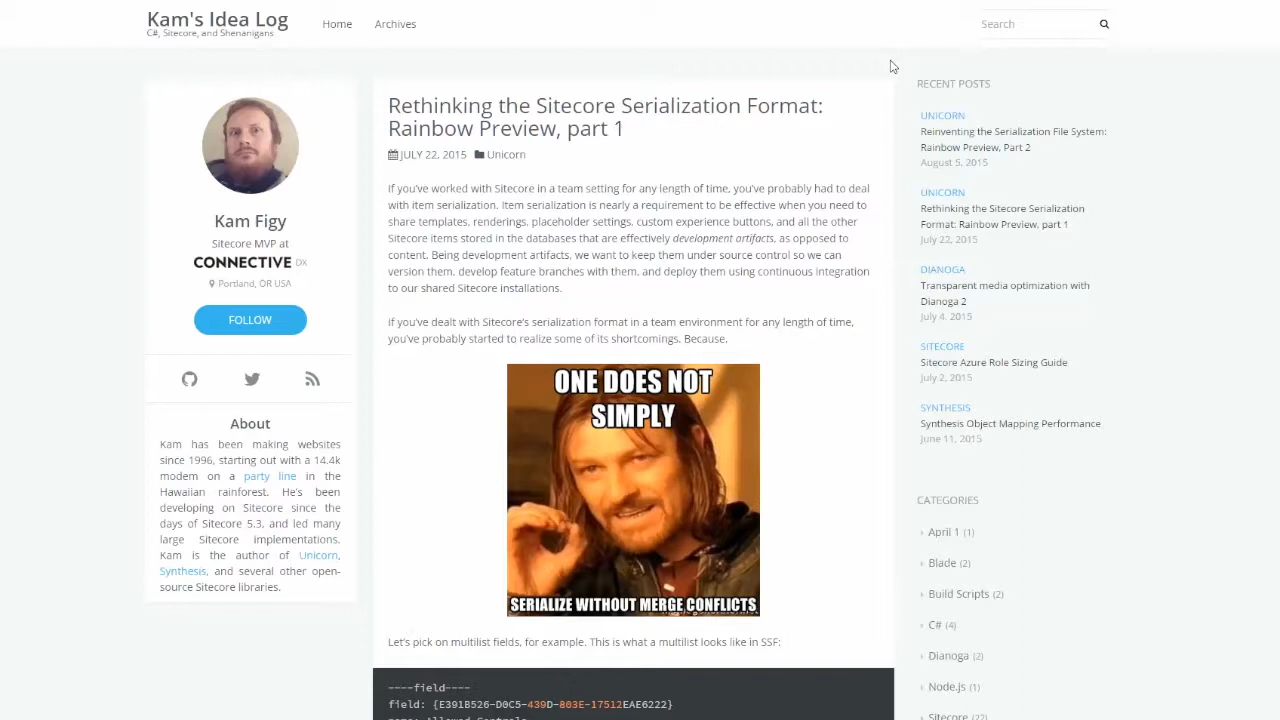 Kam's Idea Log
C#, Sitecore, and Shenanigans
Home
Archives
Search
Kam Figy
Sitecore MVP at
CONNECTIVE DX
Portland, OR USA
FOLLOW
About
Kam has been making websites
since 1996, starting out with a 14.4k
modem on a party line in the
Hawaiian rainforest. He's been
developing on Sitecore since the
days of Sitecore 5.3, and led many
large Sitecore implementations.
Kam is the author of Unicorn,
Synthesis, and several other open-
source Sitecore libraries.
Rethinking the Sitecore Serialization Format:
Rainbow Preview, part 1
JULY 22, 2015 Unicorn
If you've worked with Sitecore in a team setting for any length of time, you've probably had to deal
with item serialization. Item serialization is nearly a requirement to be effective when you need to
share templates, renderings, placeholder settings, custom experience buttons, and all the other
Sitecore items stored in the databases that are effectively development artifacts, as opposed to
content. Being development artifacts, we want to keep them under source control so we can
version them, develop feature branches with them, and deploy them using continuous integration
to our shared Sitecore installations.
if you've dealt with Sitecore's serialization format in a team environment for any length of time,
you've probably started to realize some of its shortcomings. Because.
ONE DOES NOT
SIMPLY
SERIALIZE WITHOUT MERGE CONFLICTS
Let's pick on multilist fields, for example. This is what a multilist looks like in SSF:
----field----
field: {E391B526-D0C5-439D-803E-17512EAE6222}
name: Allowed Controls
RECENT POSTS
UNICORN
Reinventing the Serialization File System:
Rainbow Preview, Part 2
August 5, 2015
UNICORN
Rethinking the Sitecore Serialization
Format: Rainbow Preview, part 1
July 22, 2015
DIANOGA
Transparent media optimization with
Dianoga 2
July 4, 2015
SITECORE
Sitecore Azure Role Sizing Guide
July 2, 2015
SYNTHESIS
Synthesis Object Mapping Performance
June 11, 2015
CATEGORIES
April 1 (1)
Blade (2)
Build Scripts (2)
C# (4)
Dianoga (2)
Node.js (1)
Sitecore (22)